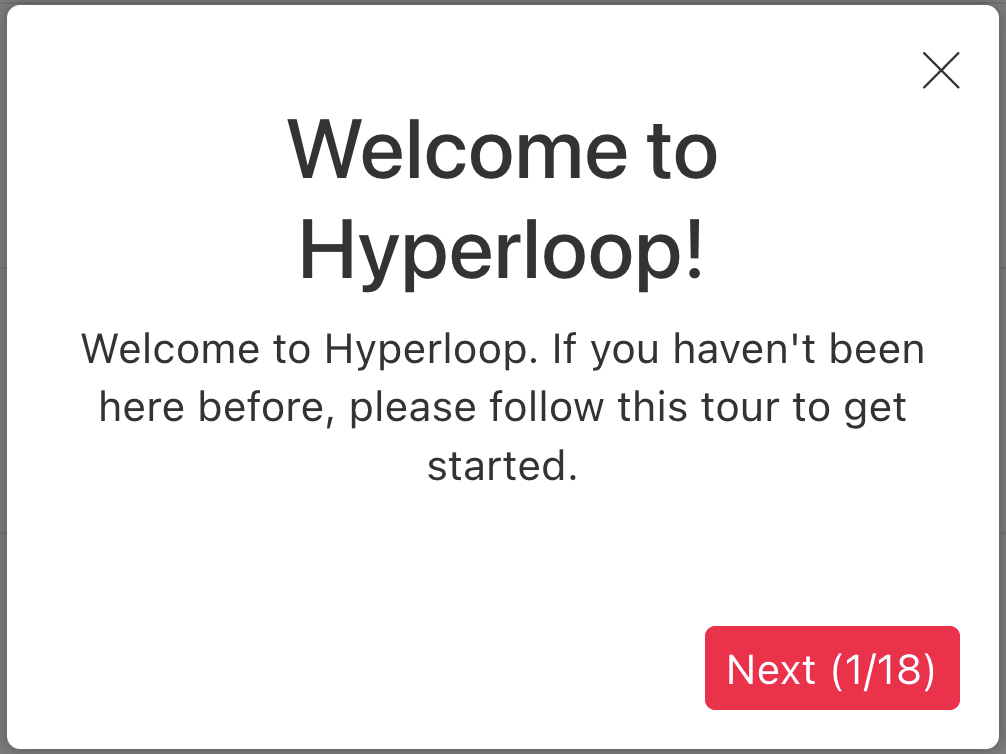 Welcome to
Hyperloop!
Welcome to Hyperloop. If you haven't been
here before, please follow this tour to get
started.
Next (1/18)